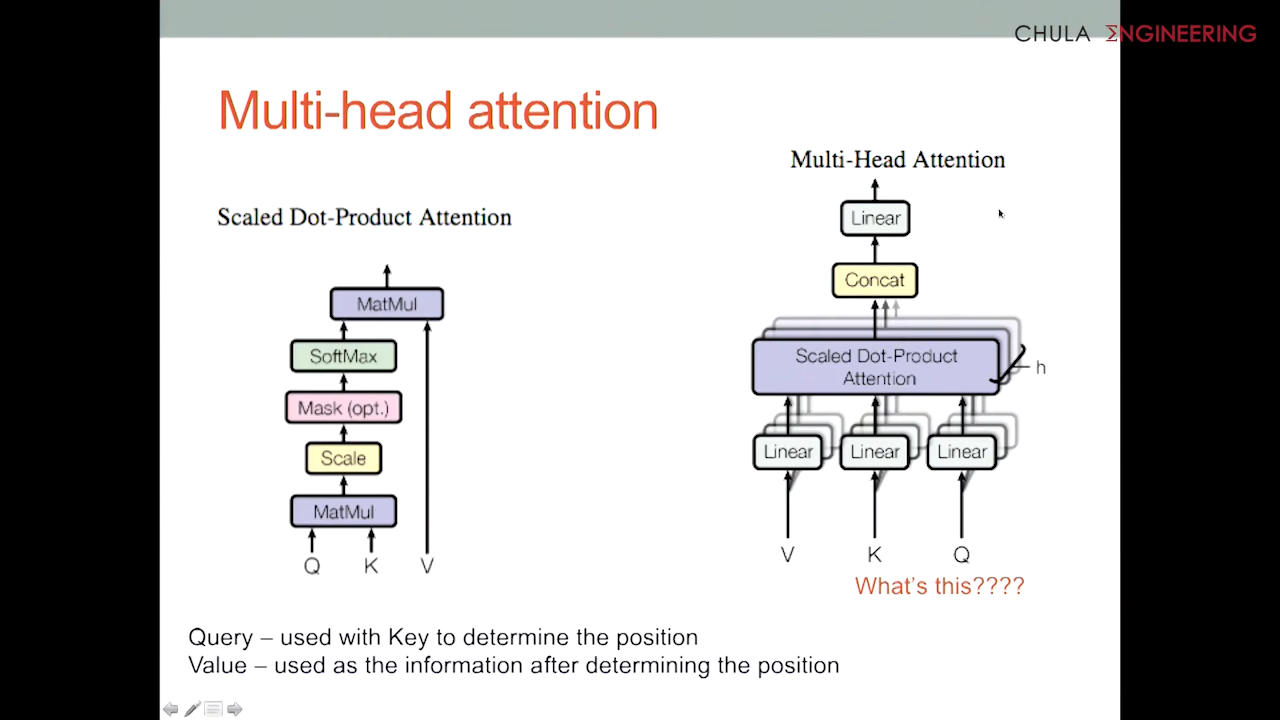 CHULA ΣNGINEERING
Multi-head attention
Scaled Dot-Product Attention
MatMul
SoftMax
Mask (opt.)
Scale
MatMul
Q K V
Multi-Head Attention
Linear
Concat
Scaled Dot-Product
Attention
h
Linear Linear Linear
V K Q
What's this????
Query – used with Key to determine the position
Value – used as the information after determining the position